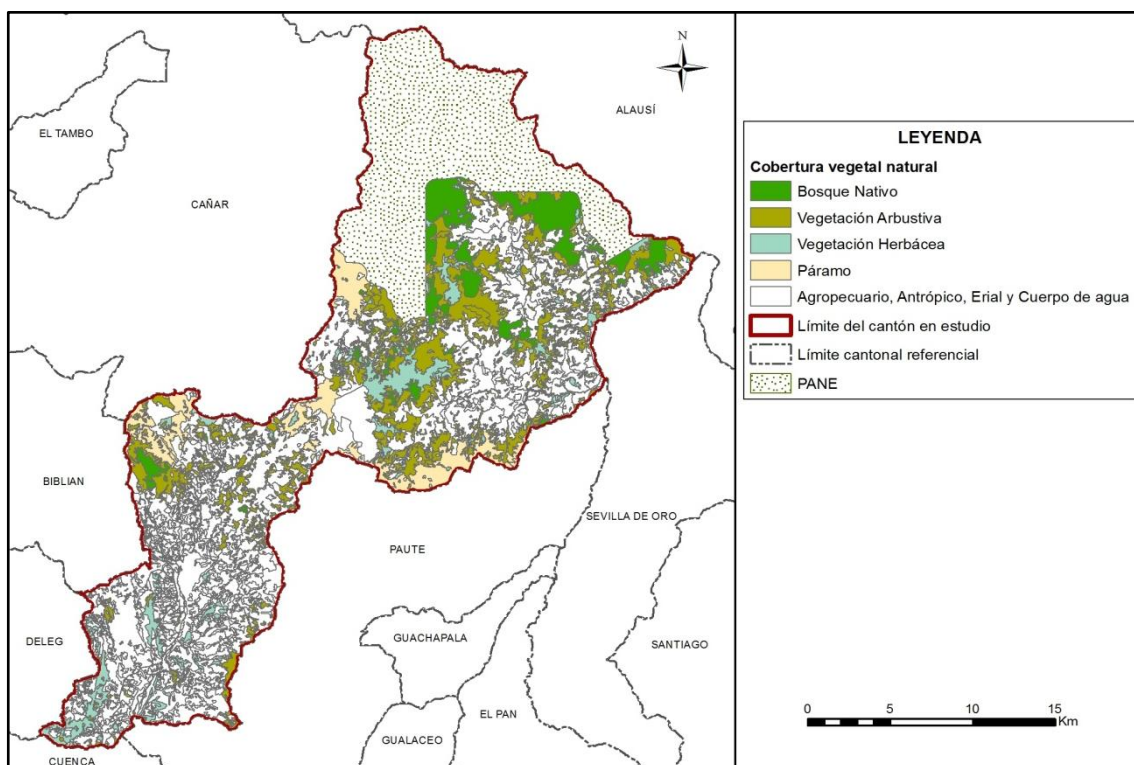 N
ALAUSÍ
EL TAMBO
CAÑAR
BIBLIAN
SEVILLA DE ORO
PAUTE
DELEG
GUACHAPALA
SANTIAGO
EL PAN
GUALACEO
CUENCA
LEYENDA
Cobertura vegetal natural
Bosque Nativo
Vegetación Arbustiva
Vegetación Herbácea
Páramo
Agropecuario, Antrópico, Erial y Cuerpo de agua
Límite del cantón en estudio
Límite cantonal referencial
PANE
0 5 10 15
Km